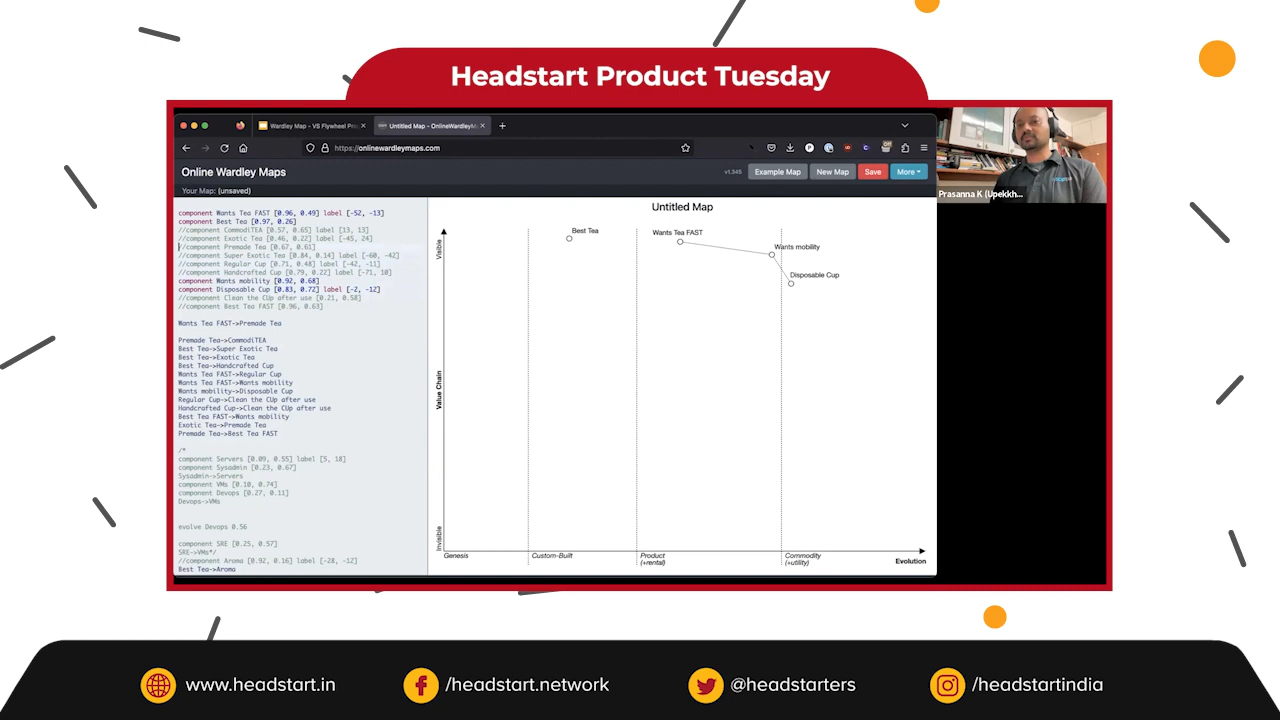 Headstart Product Tuesday
Wardley Map - VS Flywheel Pro
Untitled Map - OnlineWardleyM
https://onlinewardleymaps.com
Online Wardley Maps
v1.345
Example Map
New Map
Save
More
Your Map: (unsaved)
component Wants Tea FAST [0.96, 0.49] label [-52, -13]
component Best Tea [0.97, 0.26]
//component CommodiTEA [0.57, 0.65] label [13, 13]
//component Exotic Tea [0.46, 0.22] label [-45, 24]
//component Premade Tea [0.67, 0.61]
//component Super Exotic Tea [0.84, 0.14] label [-60, -42]
//component Regular Cup [0.71, 0.48] label [-42, -11]
//component Handcrafted Cup [0.79, 0.22] label [-71, 10]
component Wants mobility [0.92, 0.68]
component Disposable Cup [0.83, 0.72] label [-2, -12]
//component Clean the CUp after use [0.21, 0.58]
//component Best Tea FAST [0.96, 0.63]
Wants Tea FAST->Premade Tea
Premade Tea->CommodiTEA
Best Tea->Super Exotic Tea
Best Tea->Exotic Tea
Best Tea->Handcrafted Cup
Wants Tea FAST->Regular Cup
Wants Tea FAST->Wants mobility
Wants mobility->Disposable Cup
Regular Cup->Clean the CUp after use
Handcrafted Cup->Clean the CUp after use
Best Tea FAST->Wants mobility
Exotic Tea->Premade Tea
Premade Tea->Best Tea FAST
/*
component Servers [0.09, 0.55] label [5, 18]
component Sysadmin [0.23, 0.67]
Sysadmin->Servers
component VMs [0.10, 0.74]
component Devops [0.27, 0.11]
Devops->VMs
evolve Devops 0.56
component SRE [0.25, 0.57]
SRE->VMs*/
//component Aroma [0.92, 0.16] label [-28, -12]
Best Tea->Aroma
Untitled Map
Visible
Value Chain
Invisible
Best Tea
Wants Tea FAST
Wants mobility
Disposable Cup
Genesis
Custom-Built
Product
(+rental)
Commodity
(+utility)
Evolution
Prasanna K (Upekkh...
www.headstart.in
/headstart.network
@headstarters
/headstartindia